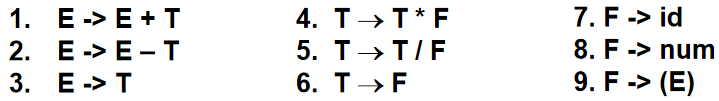 1. E -> E + T 4. T → T * F 7. F -> id
2. E -> E – T 5. T → T / F 8. F -> num
3. E -> T 6. T → F 9. F -> (E)